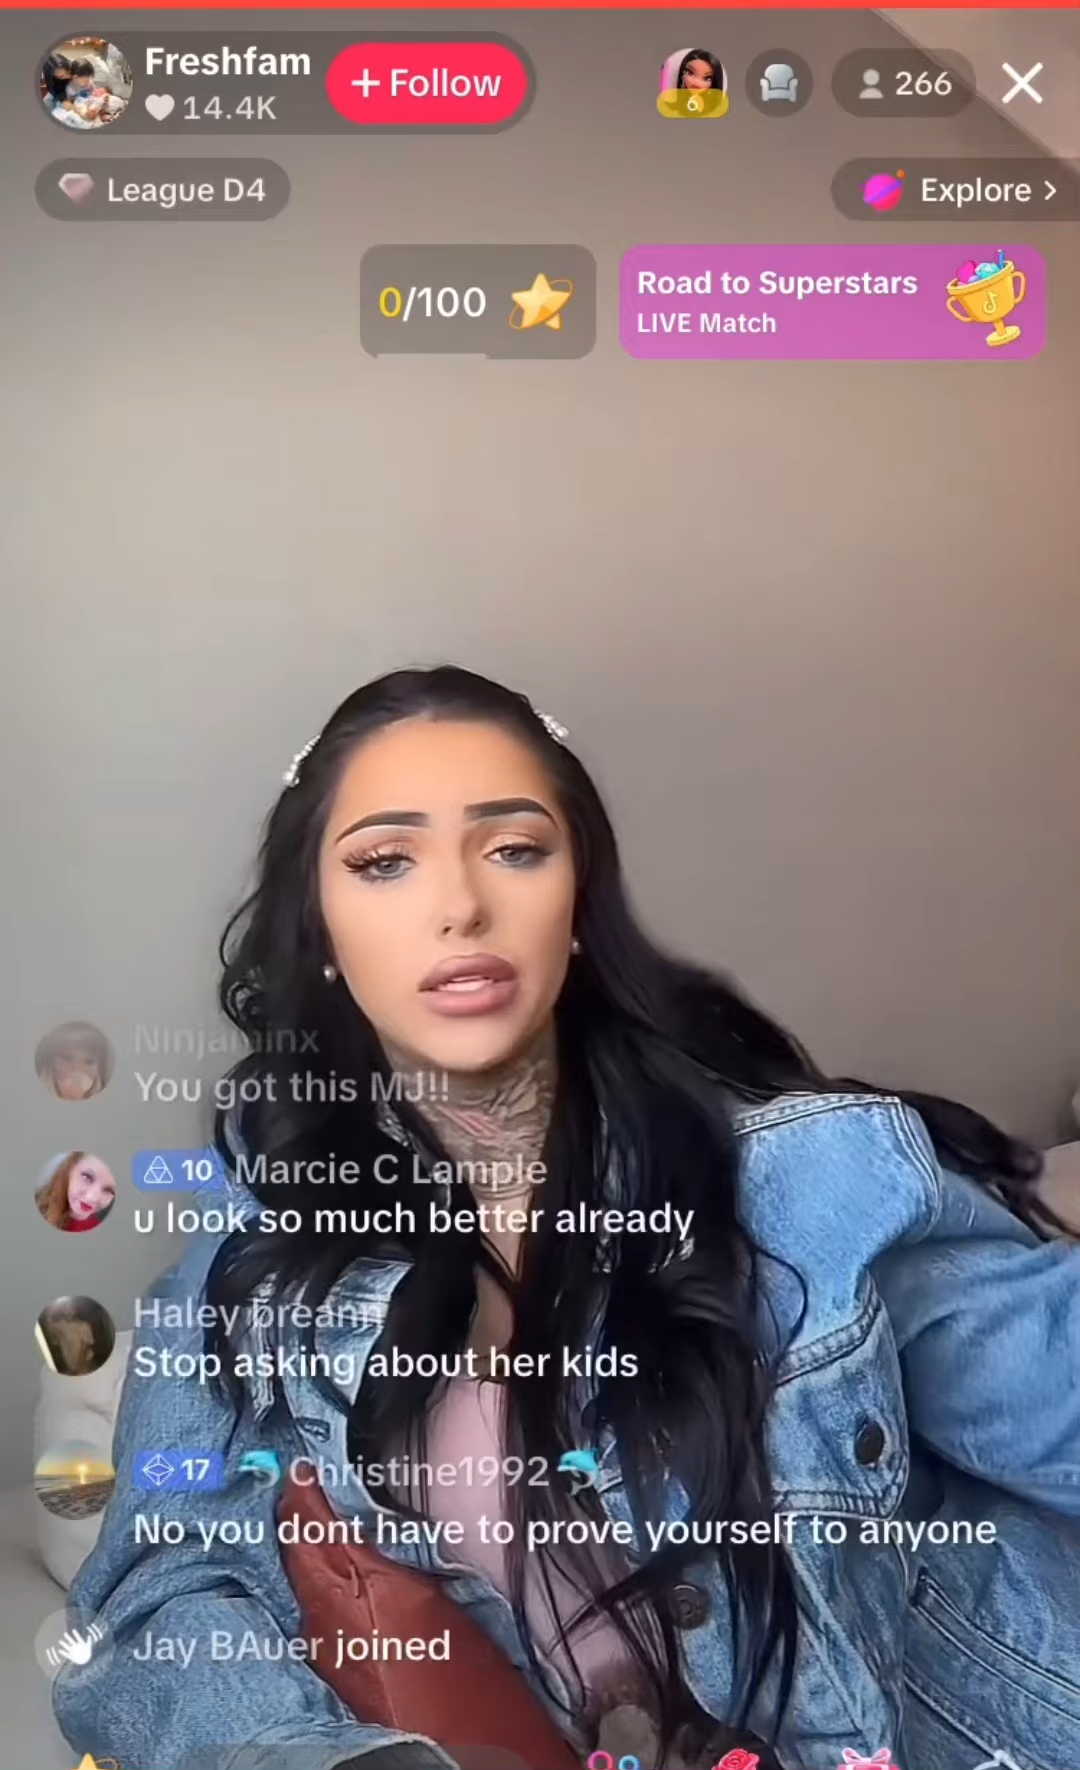 Freshfam
14.4K
+ Follow
6
266
League D4
Explore >
0/100
Road to Superstars
LIVE Match
Ninjaminx
You got this MJ!!
10 Marcie C Lample
u look so much better already
Haley breann
Stop asking about her kids
17 🐬Christine1992🐬
No you dont have to prove yourself to anyone
Jay BAuer joined